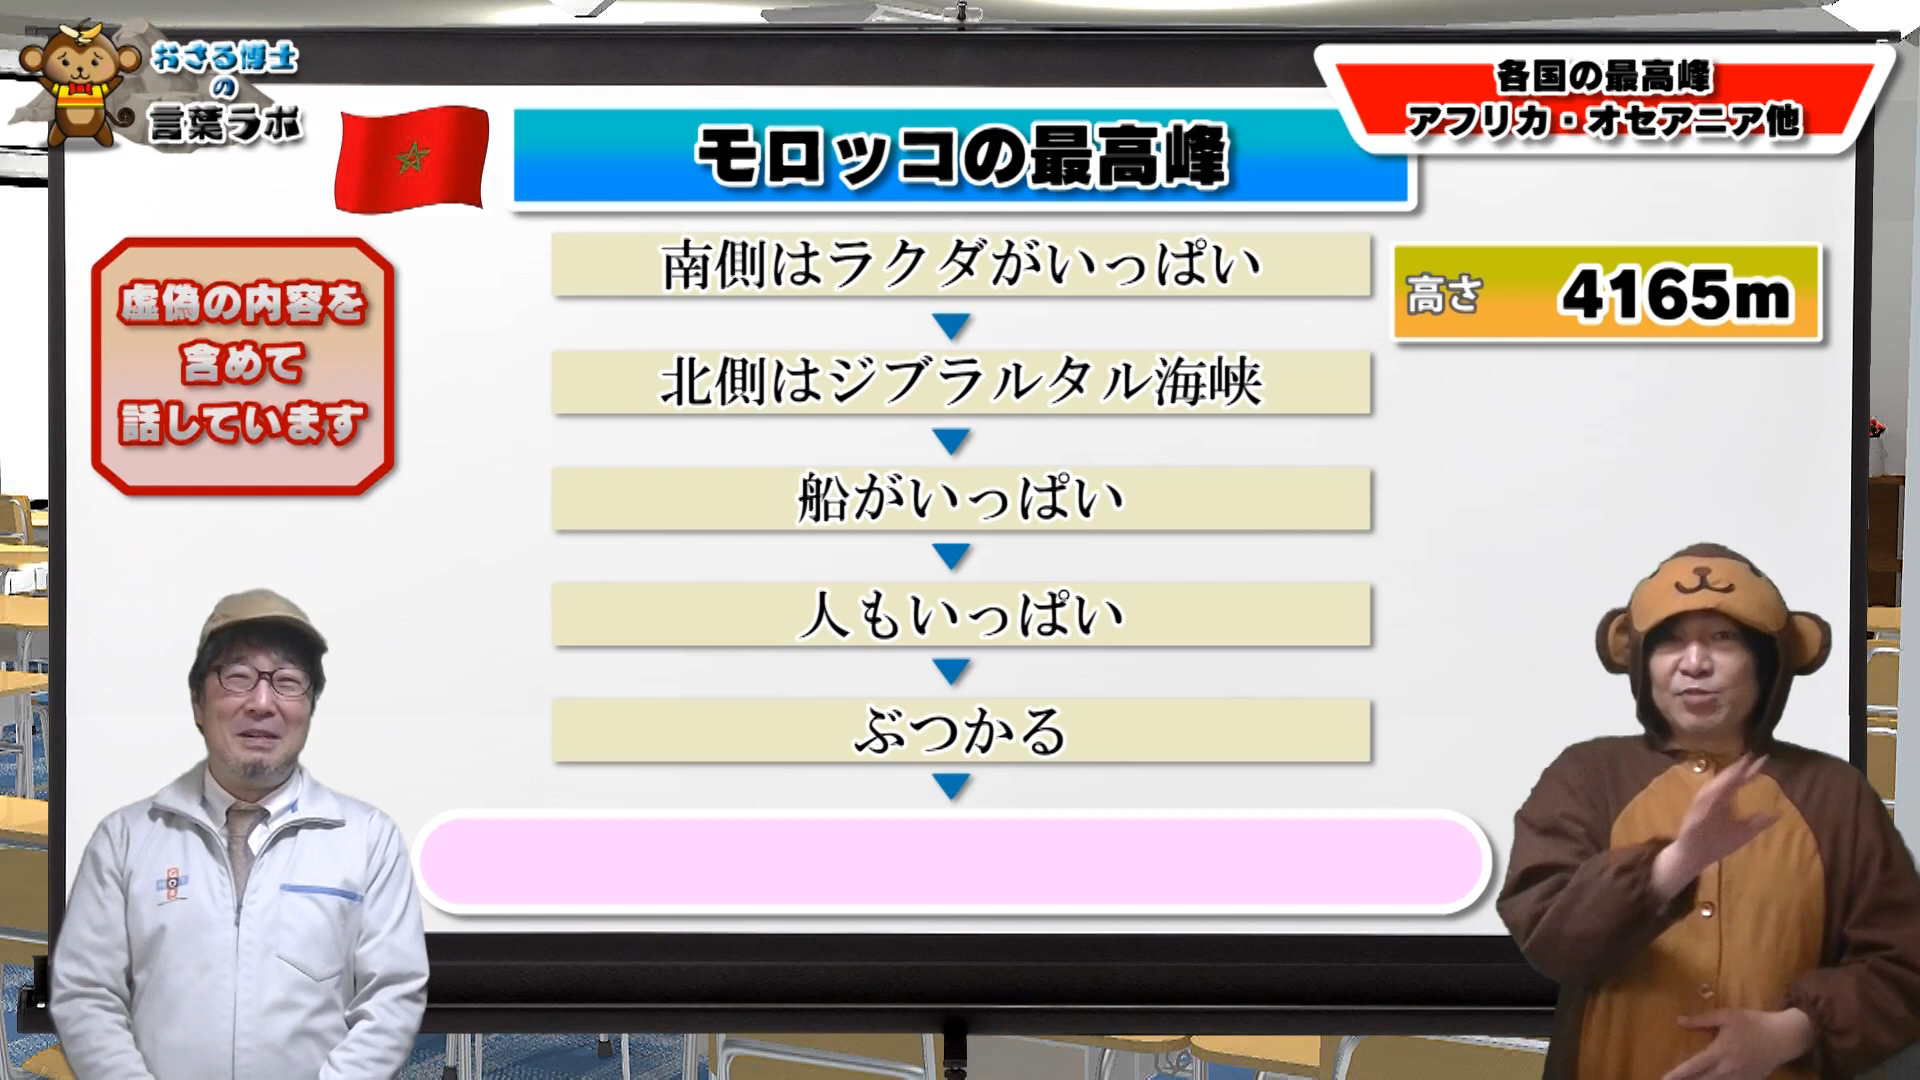 おさる博士
の
言葉ラボ
各国の最高峰
アフリカ・オセアニア他
モロッコの最高峰
虚偽の内容を
含めて
話しています
南側はラクダがいっぱい
高さ 4165m
北側はジブラルタル海峡
船がいっぱい
人もいっぱい
ぶつかる